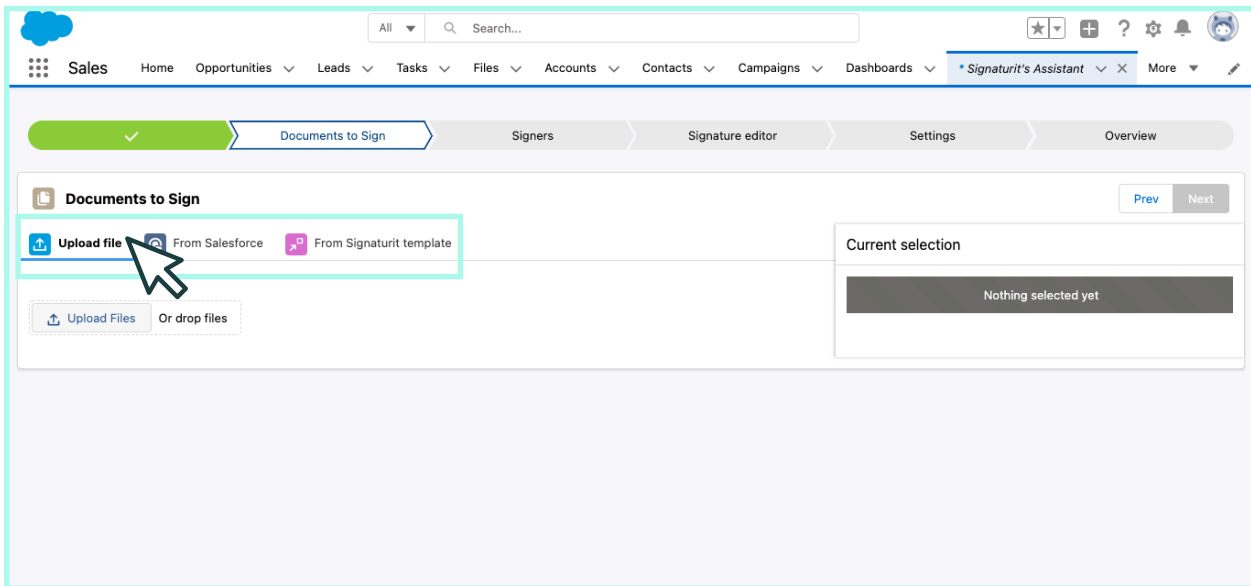 All Search...
Sales Home Opportunities Leads Tasks Files Accounts Contacts Campaigns Dashboards * Signaturit's Assistant More
Documents to Sign Signers Signature editor Settings Overview
Documents to Sign Prev Next
Upload file From Salesforce From Signaturit template
Current selection
Nothing selected yet
Upload Files Or drop files